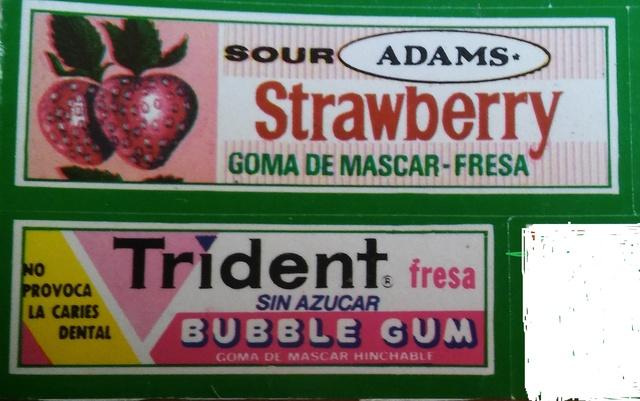 SOUR ADAMS
Strawberry
GOMA DE MASCAR-FRESA
NO
PROVOCA
LA CARIES
DENTAL
Trident® fresa
SIN AZUCAR
BUBBLE GUM
GOMA DE MASCAR HINCHABLE